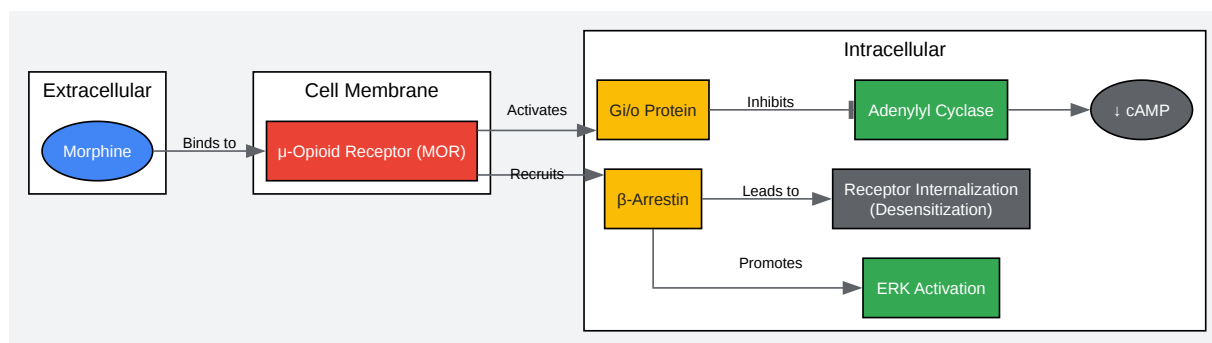 Extracellular
Morphine
Binds to
Cell Membrane
μ-Opioid Receptor (MOR)
Activates
Recruits
Intracellular
Gi/o Protein
Inhibits
Adenylyl Cyclase
↓ cAMP
β-Arrestin
Leads to
Receptor Internalization
(Desensitization)
Promotes
ERK Activation